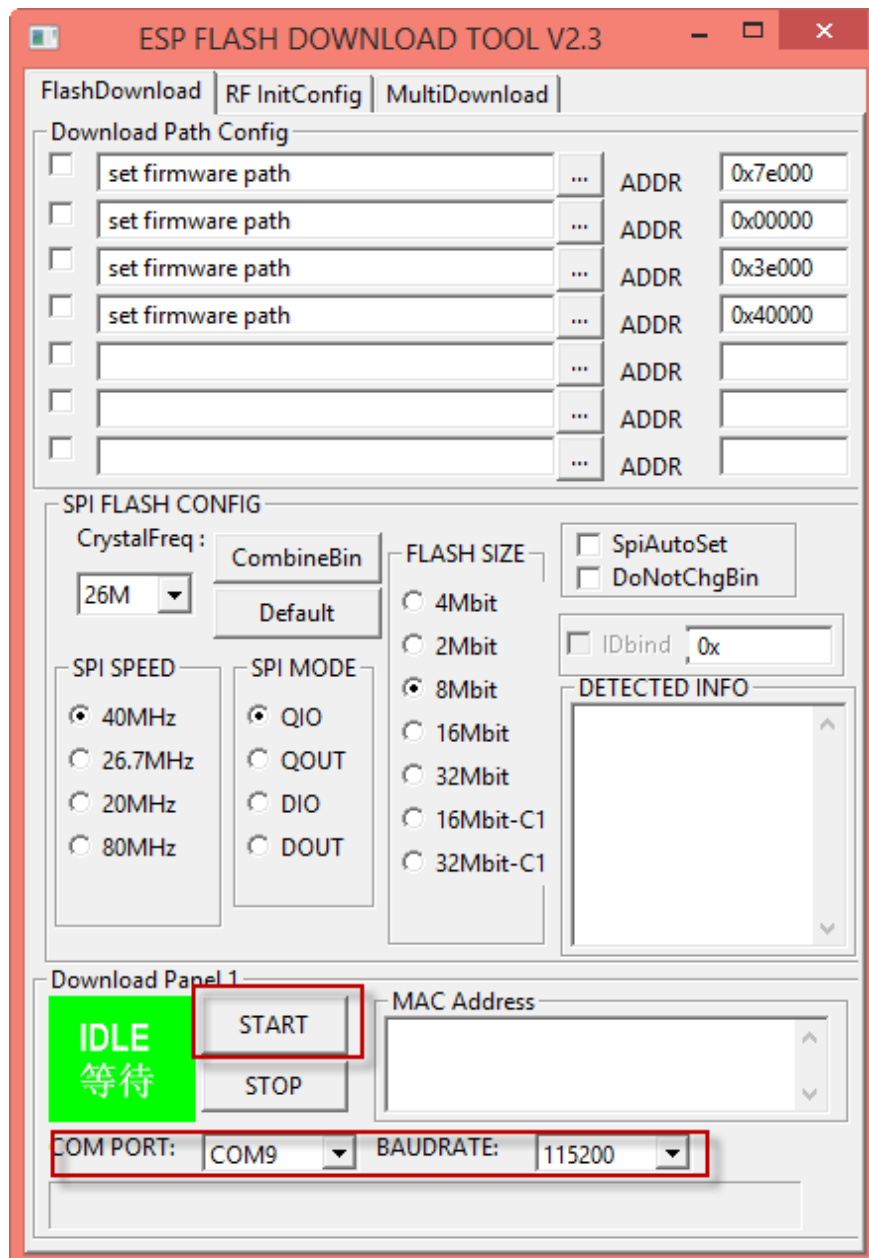 ESP FLASH DOWNLOAD TOOL V2.3
FlashDownload RF InitConfig MultiDownload
Download Path Config
set firmware path ... ADDR 0x7e000
set firmware path ... ADDR 0x00000
set firmware path ... ADDR 0x3e000
set firmware path ... ADDR 0x40000
... ADDR
... ADDR
... ADDR
SPI FLASH CONFIG
CrystalFreq :
26M
CombineBin
Default
SPI SPEED
40MHz
26.7MHz
20MHz
80MHz
SPI MODE
QIO
QOUT
DIO
DOUT
FLASH SIZE
4Mbit
2Mbit
8Mbit
16Mbit
32Mbit
16Mbit-C1
32Mbit-C1
SpiAutoSet
DoNotChgBin
IDbind 0x
DETECTED INFO
Download Panel 1
IDLE
等待
START
STOP
MAC Address
COM PORT: COM9 BAUDRATE: 115200